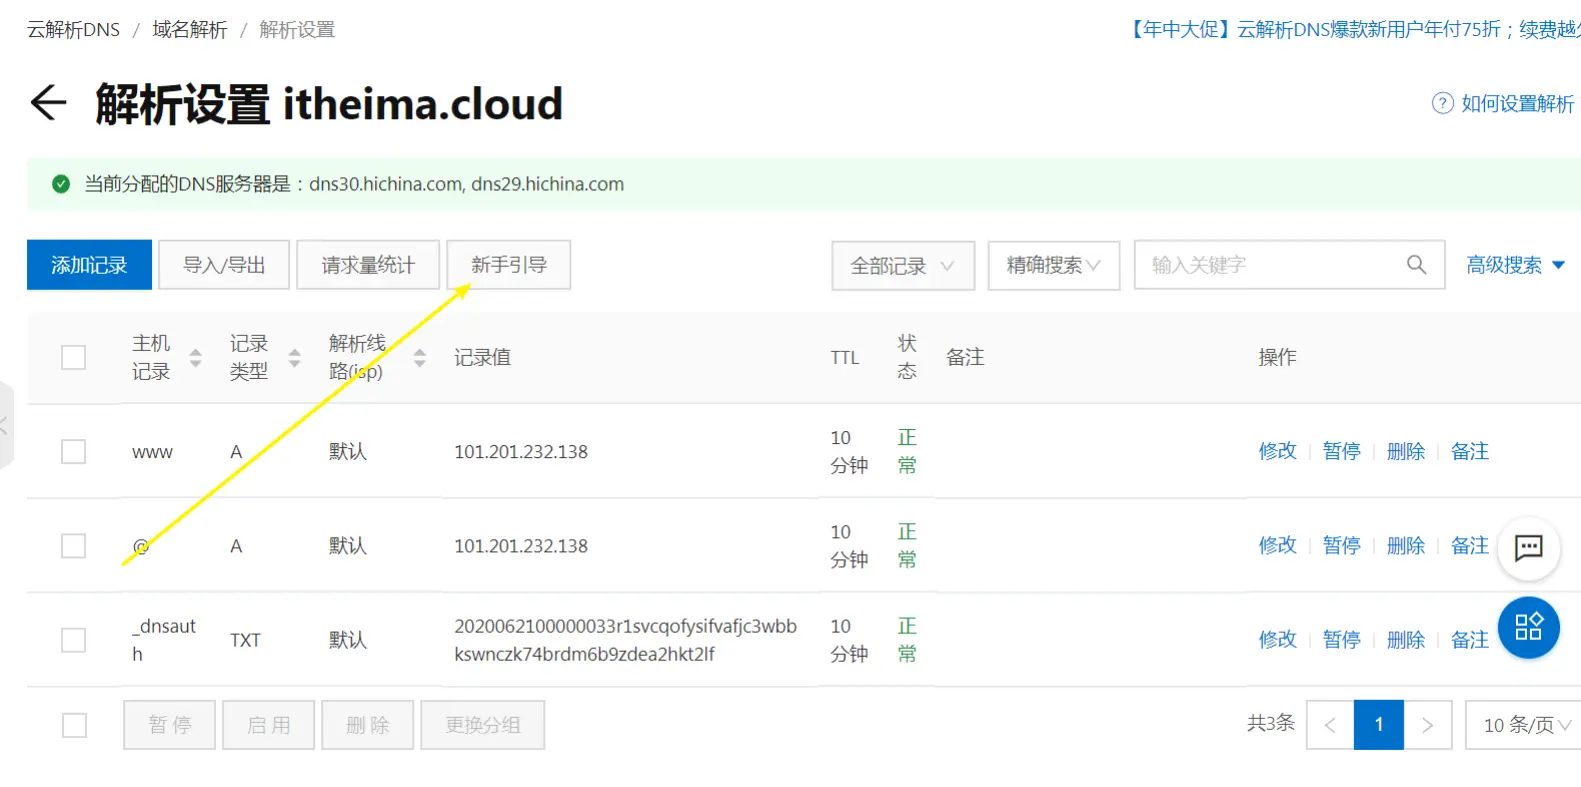 云解析DNS / 域名解析 / 解析设置
【年中大促】云解析DNS爆款新用户年付75折；续费越
解析设置 itheima.cloud
如何设置解析
当前分配的DNS服务器是：dns30.hichina.com, dns29.hichina.com
添加记录 导入/导出 请求量统计 新手引导 全部记录 精确搜索 输入关键字 高级搜索
主机记录 记录类型 解析线路(isp) 记录值 TTL 状态 备注 操作
www A 默认 101.201.232.138 10 分钟 正常 修改 暂停 删除 备注
@ A 默认 101.201.232.138 10 分钟 正常 修改 暂停 删除 备注
_dnsauth TXT 默认 2020062100000033r1svcqofysifvafjc3wbbkswnczk74brdm6b9zdea2hkt2lf 10 分钟 正常 修改 暂停 删除 备注
暂 停 启 用 删 除 更换分组 共3条 < 1 > 10 条/页